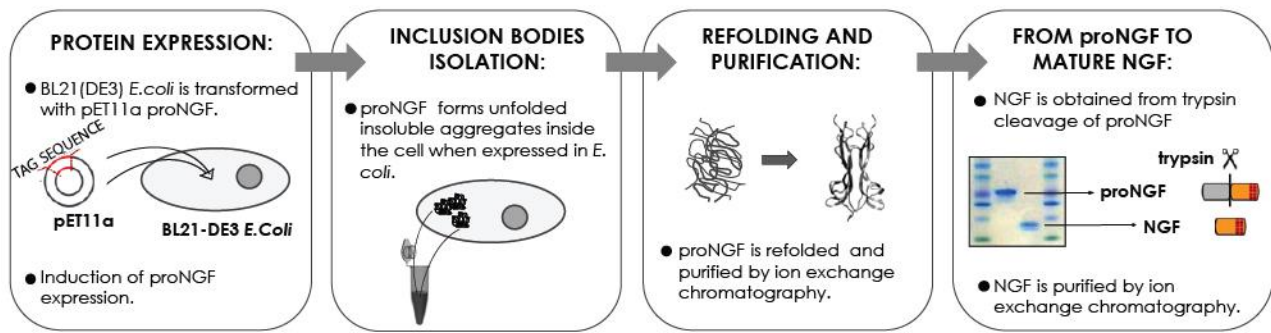 PROTEIN EXPRESSION:
● BL21(DE3) E.coli is transformed
with pET11a proNGF.
TAG SEQUENCE
pET11a
BL21-DE3 E.Coli
● Induction of proNGF
expression.
INCLUSION BODIES
ISOLATION:
● proNGF forms unfolded
insoluble aggregates inside
the cell when expressed in E.
coli.
REFOLDING AND
PURIFICATION:
● proNGF is refolded and
purified by ion exchange
chromatography.
FROM proNGF TO
MATURE NGF:
● NGF is obtained from trypsin
cleavage of proNGF
trypsin
proNGF
NGF
● NGF is purified by ion
exchange chromatography.